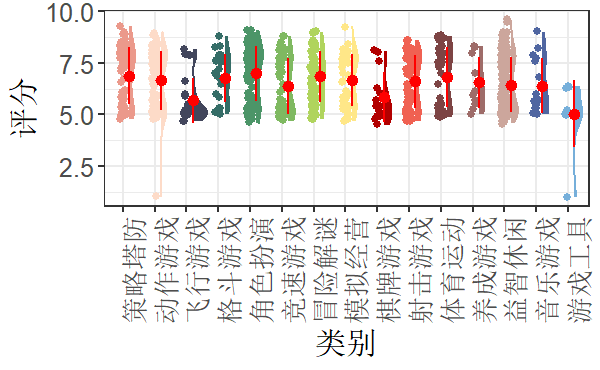 评分
10.0
7.5
5.0
2.5
策略塔防
动作游戏
飞行游戏
格斗游戏
角色扮演
竞速游戏
冒险解谜
模拟经营
棋牌游戏
射击游戏
体育运动
养成游戏
益智休闲
音乐游戏
游戏工具
类别